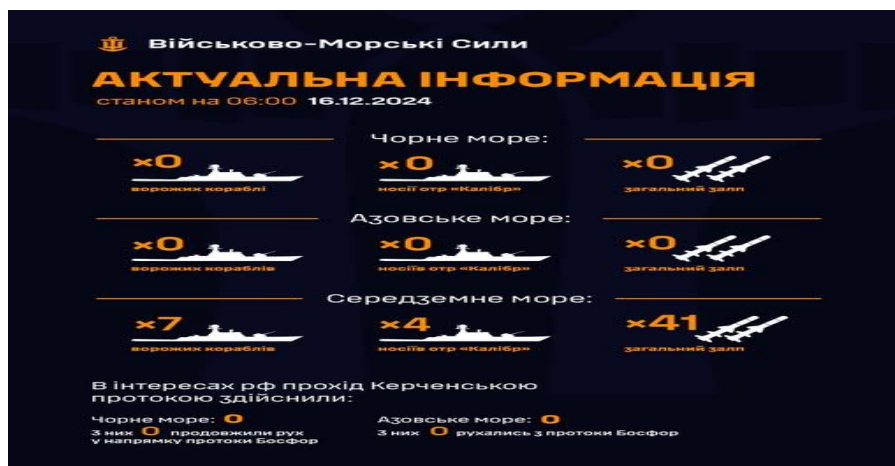 Військово-Морські Сили
АКТУАЛЬНА ІНФОРМАЦІЯ
станом на 06:00 16.12.2024
Чорне море:
×0 ×0 ×0
ворожих кораблі носії отр «Калібр» загальний залп
Азовське море:
×0 ×0 ×0
ворожих кораблів носіїв отр «Калібр» загальний залп
Середземне море:
×7 ×4 ×41
ворожих кораблів носіїв отр «Калібр» загальний залп
В інтересах рф прохід Керченською
протокою здійснили:
Чорне море: 0 Азовське море: 0
З них 0 продовжили рух З них 0 рухались з протоки Босфор
у напрямку протоки Босфор